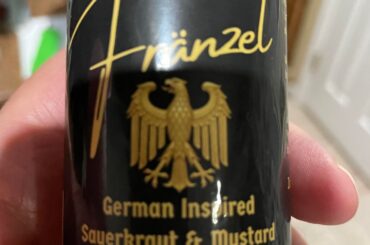 Fränzel
German Inspired
Sauerkraut & Mustard